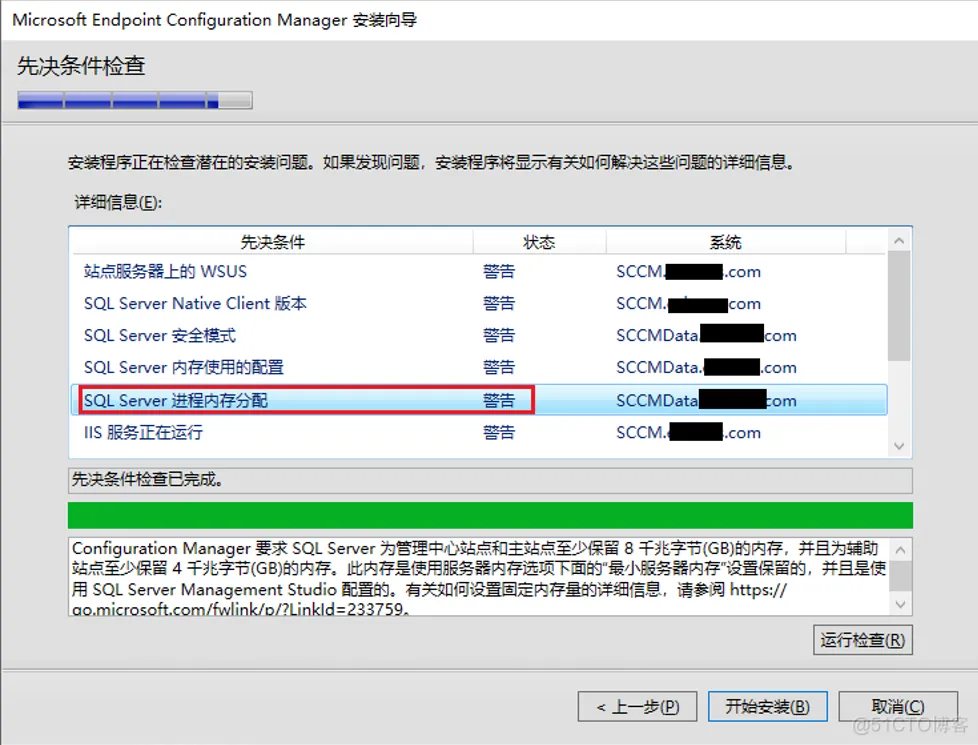 Microsoft Endpoint Configuration Manager 安装向导
先决条件检查
安装程序正在检查潜在的安装问题。如果发现问题，安装程序将显示有关如何解决这些问题的详细信息。
详细信息(E):
先决条件 状态 系统
站点服务器上的 WSUS 警告 SCCM. .com
SQL Server Native Client 版本 警告 SCCM. com
SQL Server 安全模式 警告 SCCMData. com
SQL Server 内存使用的配置 警告 SCCMData. .com
SQL Server 进程内存分配 警告 SCCMData com
IIS 服务正在运行 警告 SCCM. .com
先决条件检查已完成。
Configuration Manager 要求 SQL Server 为管理中心站点和主站点至少保留 8 千兆字节(GB)的内存，并且为辅助
站点至少保留 4 千兆字节(GB)的内存。此内存是使用服务器内存选项下面的“最小服务器内存”设置保留的，并且是使
用 SQL Server Management Studio 配置的。有关如何设置固定内存量的详细信息，请参阅 https://
go.microsoft.com/fwlink/p/?LinkId=233759。
运行检查(R)
< 上一步(P) 开始安装(B) 取消(C)
@51CTO博客